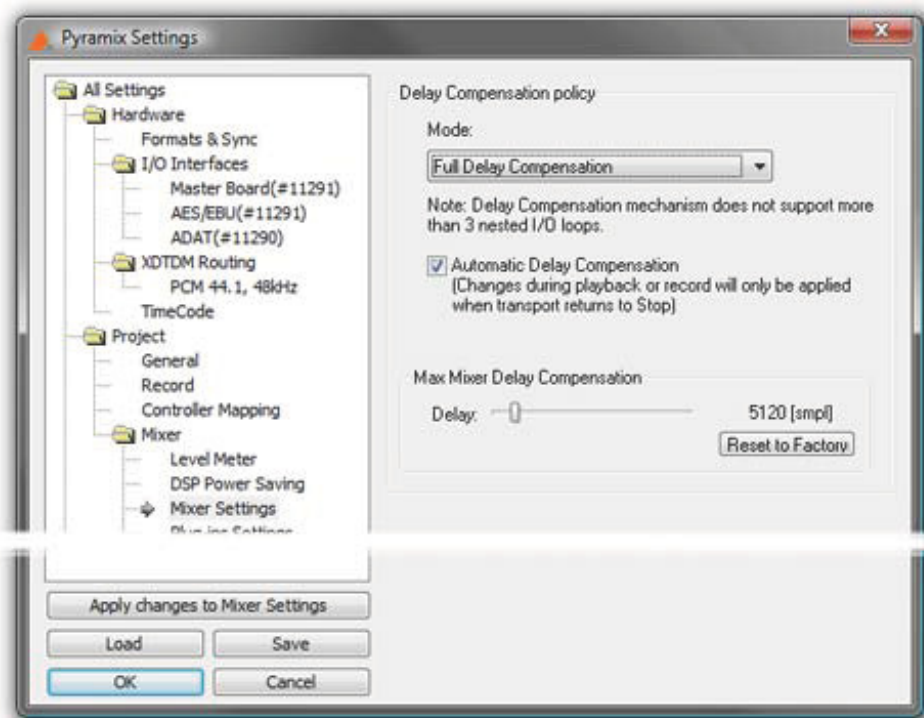 Pyramix Settings
All Settings
Hardware
Formats & Sync
I/O Interfaces
Master Board(#11291)
AES/EBU(#11291)
ADAT(#11290)
XDTDM Routing
PCM 44.1, 48kHz
TimeCode
Project
General
Record
Controller Mapping
Mixer
Level Meter
DSP Power Saving
Mixer Settings
Apply changes to Mixer Settings
Load
Save
OK
Cancel
Delay Compensation policy
Mode:
Full Delay Compensation
Note: Delay Compensation mechanism does not support more
than 3 nested I/O loops.
Automatic Delay Compensation
(Changes during playback or record will only be applied
when transport returns to Stop)
Max Mixer Delay Compensation
Delay: 5120 [smpl]
Reset to Factory